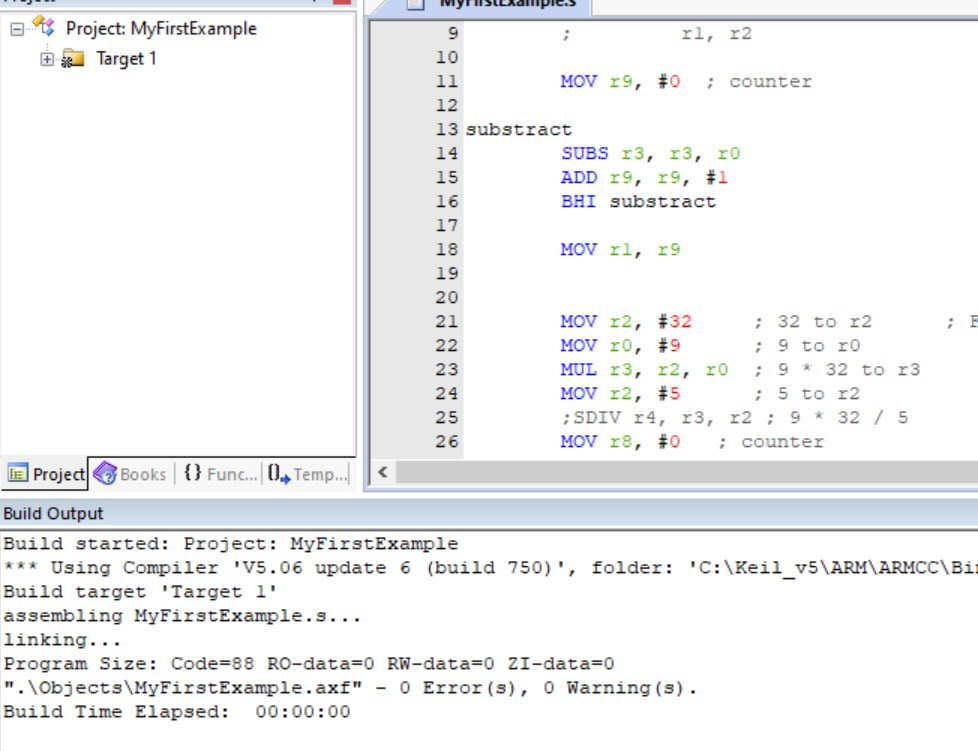 Project: MyFirstExample
Target 1
Project
Books
{} Func...
Temp...
MyFirstExample.s
9 ; r1, r2
10
11 MOV r9, #0 ; counter
12
13 substract
14 SUBS r3, r3, r0
15 ADD r9, r9, #1
16 BHI substract
17
18 MOV r1, r9
19
20
21 MOV r2, #32 ; 32 to r2 ; F
22 MOV r0, #9 ; 9 to r0
23 MUL r3, r2, r0 ; 9 * 32 to r3
24 MOV r2, #5 ; 5 to r2
25 ;SDIV r4, r3, r2 ; 9 * 32 / 5
26 MOV r8, #0 ; counter
Build Output
Build started: Project: MyFirstExample
*** Using Compiler 'V5.06 update 6 (build 750)', folder: 'C:\Keil_v5\ARM\ARMCC\Bin
Build target 'Target 1'
assembling MyFirstExample.s...
linking...
Program Size: Code=88 RO-data=0 RW-data=0 ZI-data=0
".\Objects\MyFirstExample.axf" - 0 Error(s), 0 Warning(s).
Build Time Elapsed:  00:00:00